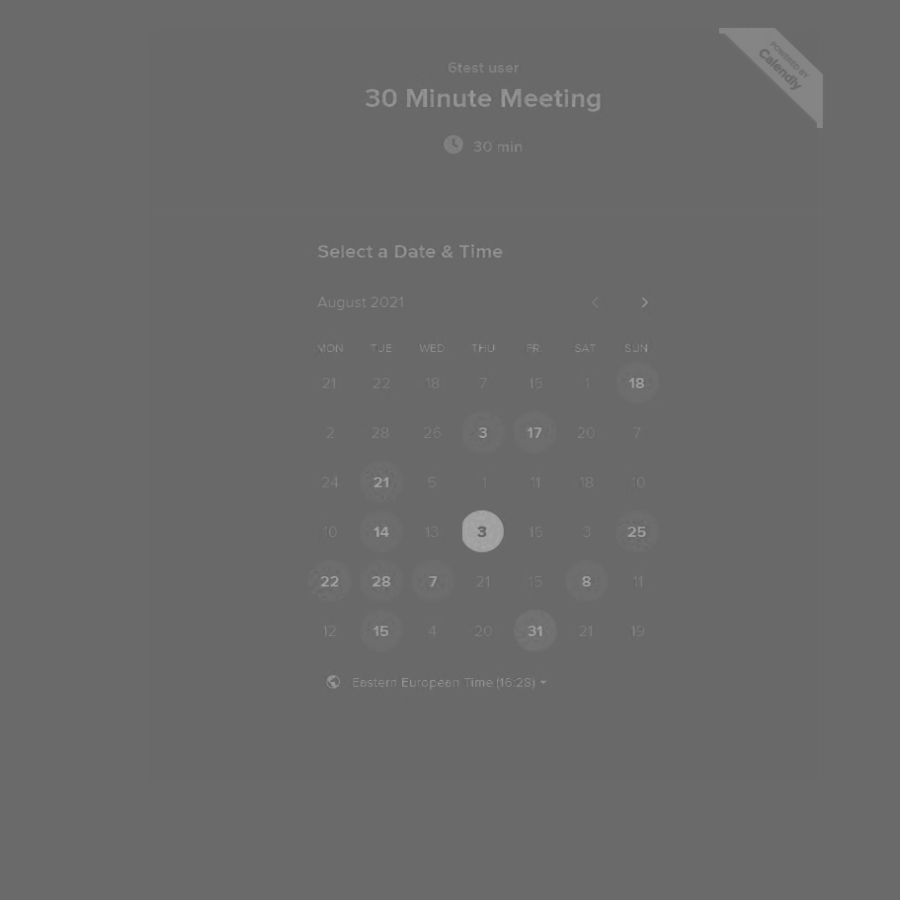 POWERED BY
Calendly
6test user
30 Minute Meeting
30 min
Select a Date & Time
August 2021
MON TUE WED THU FR SAT SUN
21 22 18 7 15 1 18
2 28 26 3 17 20 7
24 21 5 1 11 18 10
10 14 13 3 15 3 25
22 28 7 21 15 8 11
12 15 4 20 31 21 19
Eastern European Time (16:28)